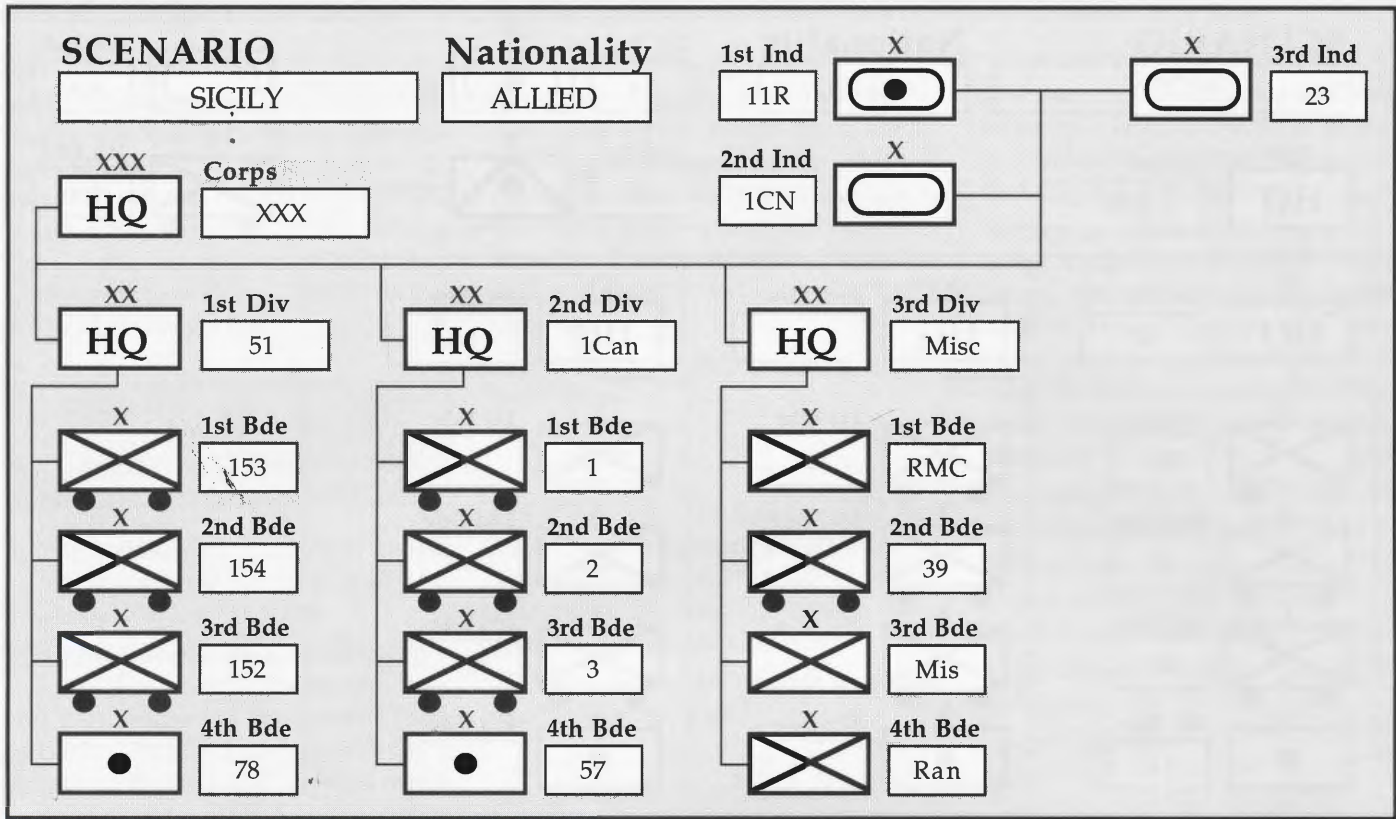 SCENARIO
SICILY
Nationality
ALLIED
1st Ind
11R
X
X
3rd Ind
23
2nd Ind
1CN
X
XXX
HQ
Corps
XXX
XX
HQ
1st Div
51
XX
HQ
2nd Div
1Can
XX
HQ
3rd Div
Misc
X
1st Bde
153
X
1st Bde
1
X
1st Bde
RMC
X
2nd Bde
154
X
2nd Bde
2
X
2nd Bde
39
X
3rd Bde
152
X
3rd Bde
3
X
3rd Bde
Mis
X
4th Bde
78
X
4th Bde
57
X
4th Bde
Ran